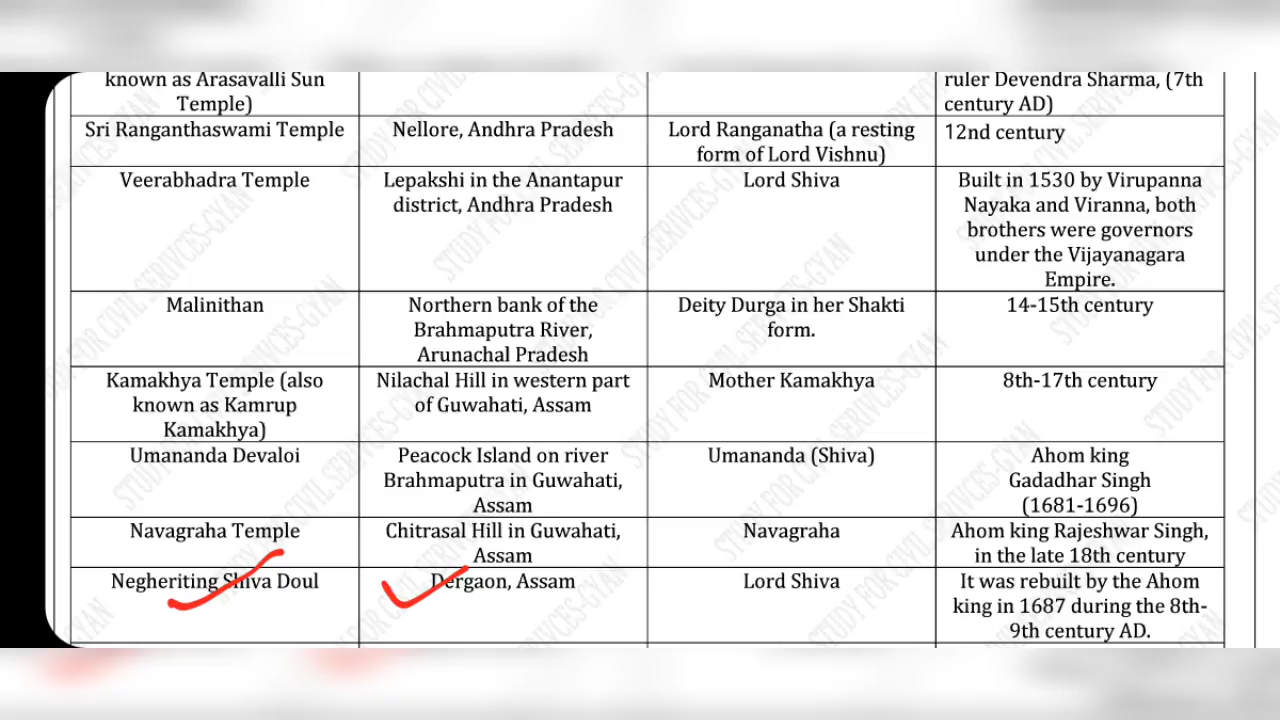 known as Arasavalli Sun
Temple)
ruler Devendra Sharma, (7th
century AD)
Sri Ranganthaswami Temple
Nellore, Andhra Pradesh
Lord Ranganatha (a resting
form of Lord Vishnu)
12nd century
Veerabhadra Temple
Lepakshi in the Anantapur
district, Andhra Pradesh
Lord Shiva
Built in 1530 by Virupanna
Nayaka and Viranna, both
brothers were governors
under the Vijayanagara
Empire.
Malinithan
Northern bank of the
Brahmaputra River,
Arunachal Pradesh
Deity Durga in her Shakti
form.
14-15th century
Kamakhya Temple (also
known as Kamrup
Kamakhya)
Nilachal Hill in western part
of Guwahati, Assam
Mother Kamakhya
8th-17th century
Umananda Devaloi
Peacock Island on river
Brahmaputra in Guwahati,
Assam
Umananda (Shiva)
Ahom king
Gadadhar Singh
(1681-1696)
Navagraha Temple
Chitrasal Hill in Guwahati,
Assam
Navagraha
Ahom king Rajeshwar Singh,
in the late 18th century
Negheriting Shiva Doul
Dergaon, Assam
Lord Shiva
It was rebuilt by the Ahom
king in 1687 during the 8th-
9th century AD.
STUDY FOR CIVIL SERIVCES-GYAN